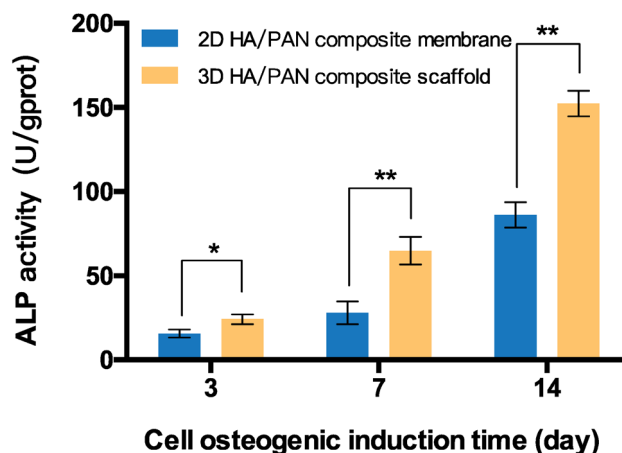 ALP activity (U/gprot)
200
150
100
50
0
2D HA/PAN composite membrane
3D HA/PAN composite scaffold
*
**
**
3
7
14
Cell osteogenic induction time (day)